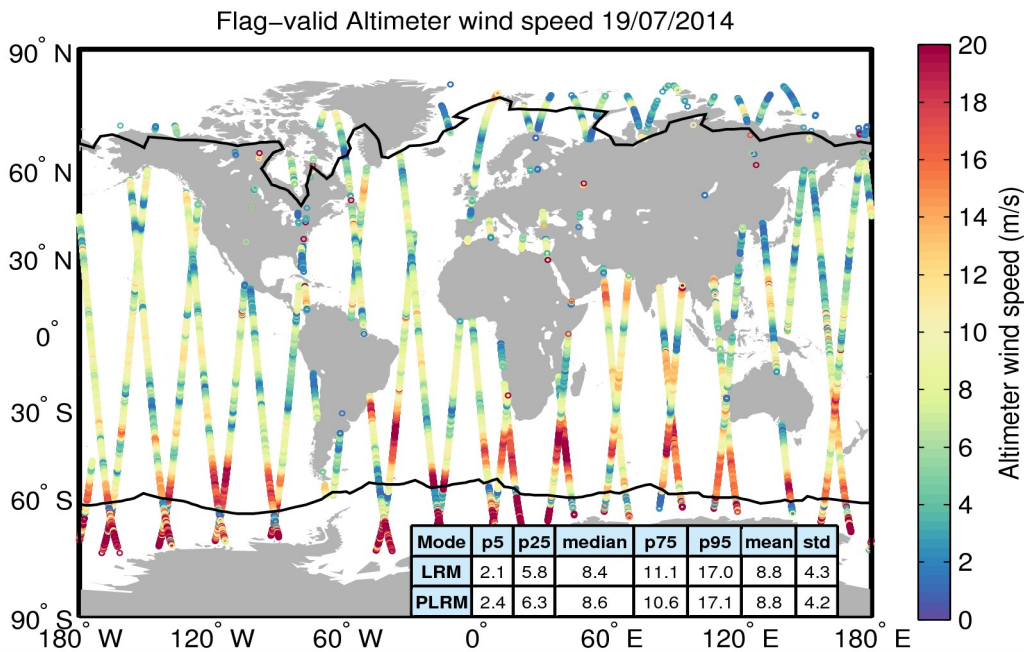 Flag−valid Altimeter wind speed 19/07/2014
90° N
60° N
30° N
0°
30° S
60° S
90° S
180° W
120° W
60° W
0°
60° E
120° E
180° E
Mode p5 p25 median p75 p95 mean std
LRM 2.1 5.8 8.4 11.1 17.0 8.8 4.3
PLRM 2.4 6.3 8.6 10.6 17.1 8.8 4.2
20
18
16
14
12
10
8
6
4
2
0
Altimeter wind speed (m/s)